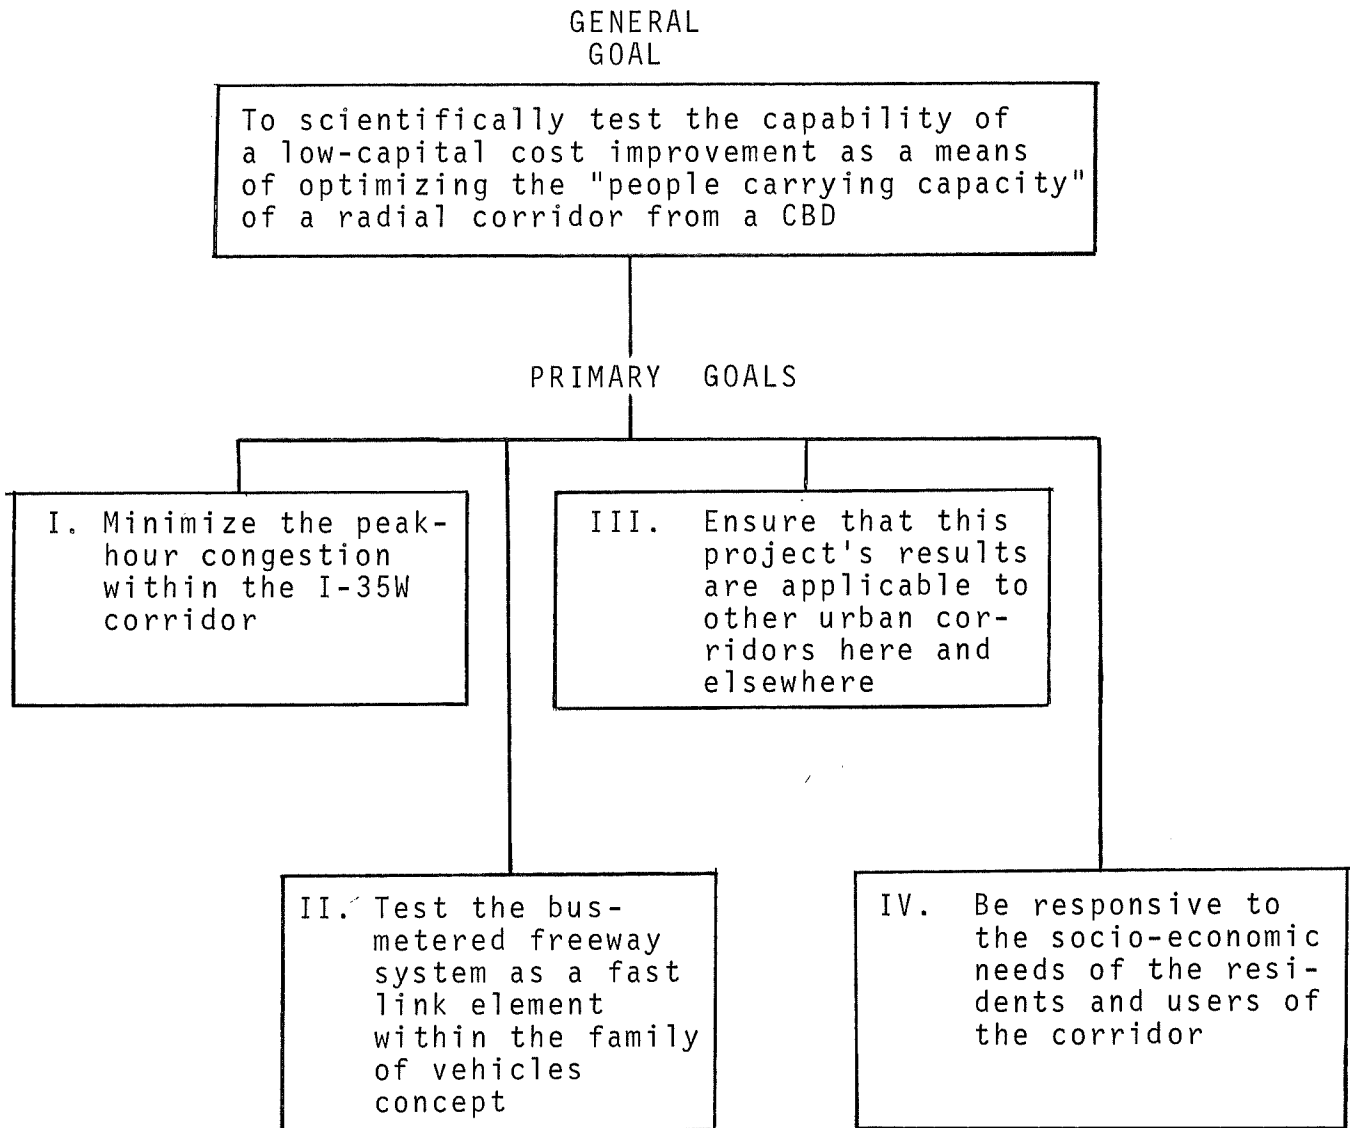 GENERAL
GOAL
To scientifically test the capability of
a low-capital cost improvement as a means
of optimizing the "people carrying capacity"
of a radial corridor from a CBD
PRIMARY GOALS
I. Minimize the peak-
hour congestion
within the I-35W
corridor
III. Ensure that this
project's results
are applicable to
other urban cor-
ridors here and
elsewhere
II. Test the bus-
metered freeway
system as a fast
link element
within the family
of vehicles
concept
IV. Be responsive to
the socio-economic
needs of the resi-
dents and users of
the corridor